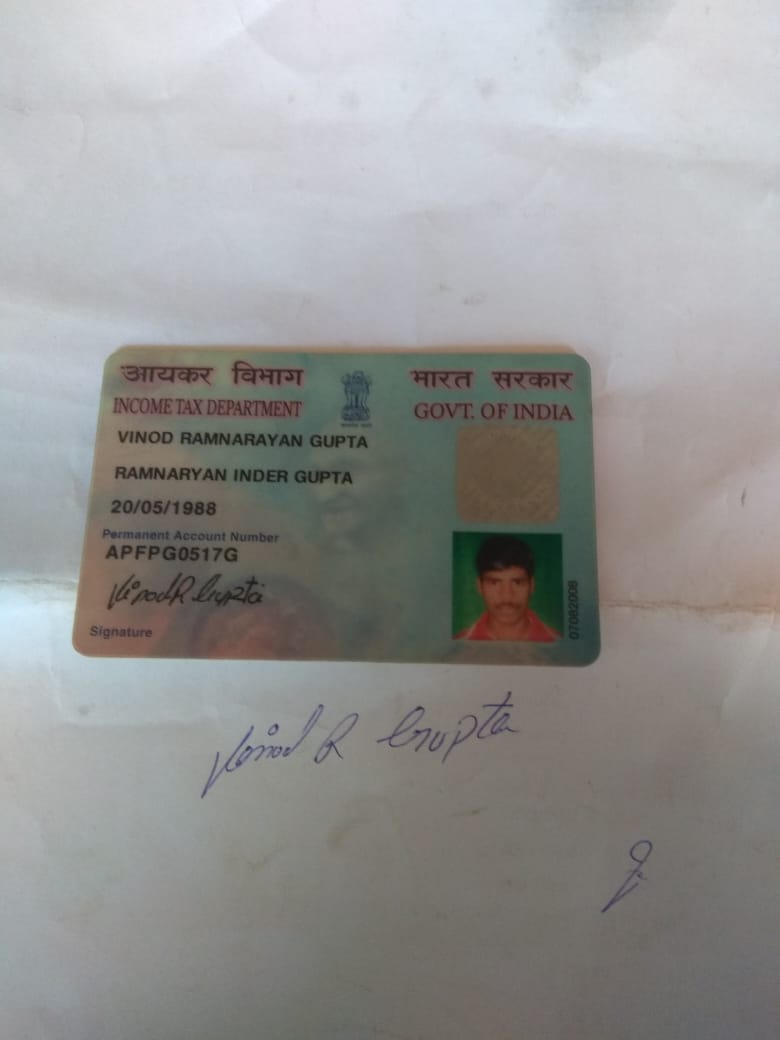 आयकर विभाग
INCOME TAX DEPARTMENT
भारत सरकार
GOVT. OF INDIA
VINOD RAMNARAYAN GUPTA
RAMNARYAN INDER GUPTA
20/05/1988
Permanent Account Number
APFPG0517G
Vinod R Gupta
Signature
07082008
Vinod R Gupta